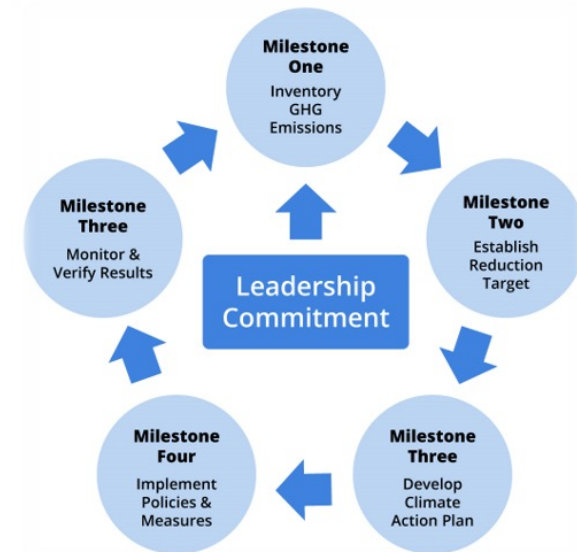 Milestone
One
Inventory
GHG
Emissions
Milestone
Two
Establish
Reduction
Target
Milestone
Three
Develop
Climate
Action Plan
Milestone
Four
Implement
Policies &
Measures
Milestone
Three
Monitor &
Verify Results
Leadership
Commitment